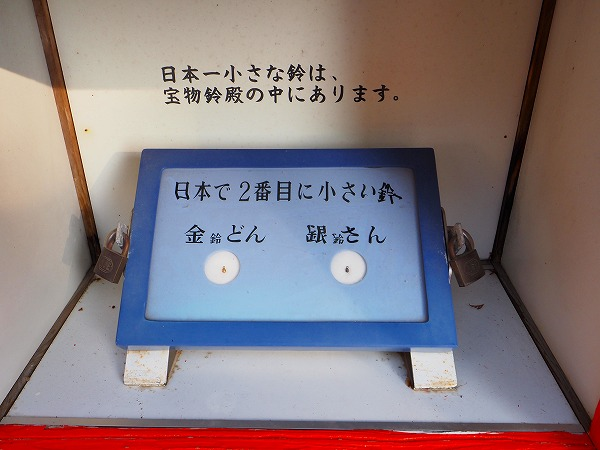 日本一小さな鈴は、
宝物鈴殿の中にあります。
日本で2番目に小さい鈴
金鈴どん 銀鈴さん